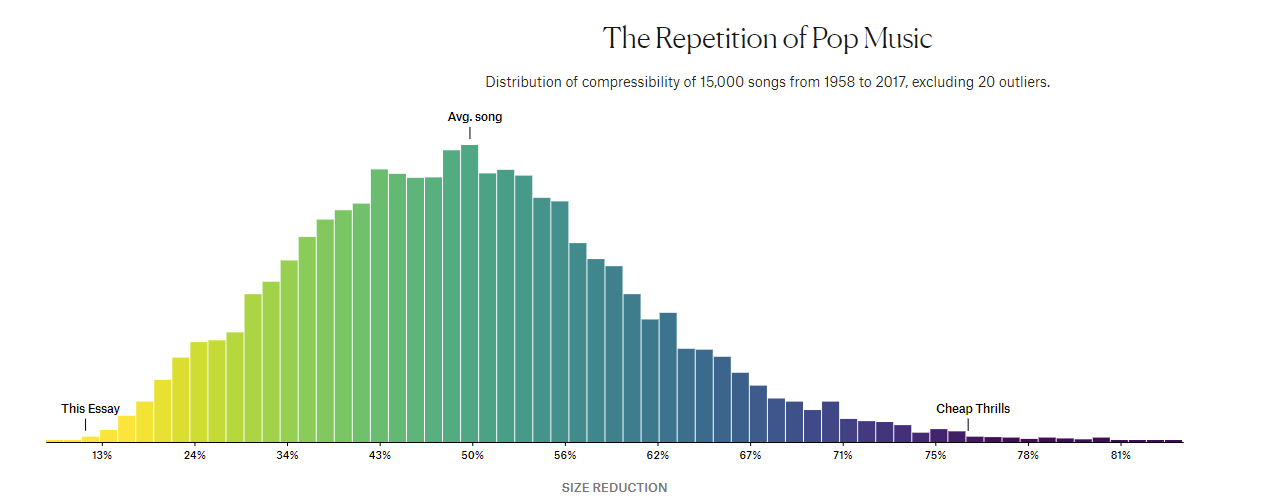 The Repetition of Pop Music
Distribution of compressibility of 15,000 songs from 1958 to 2017, excluding 20 outliers.
Avg. song
This Essay
Cheap Thrills
13% 24% 34% 43% 50% 56% 62% 67% 71% 75% 78% 81%
SIZE REDUCTION